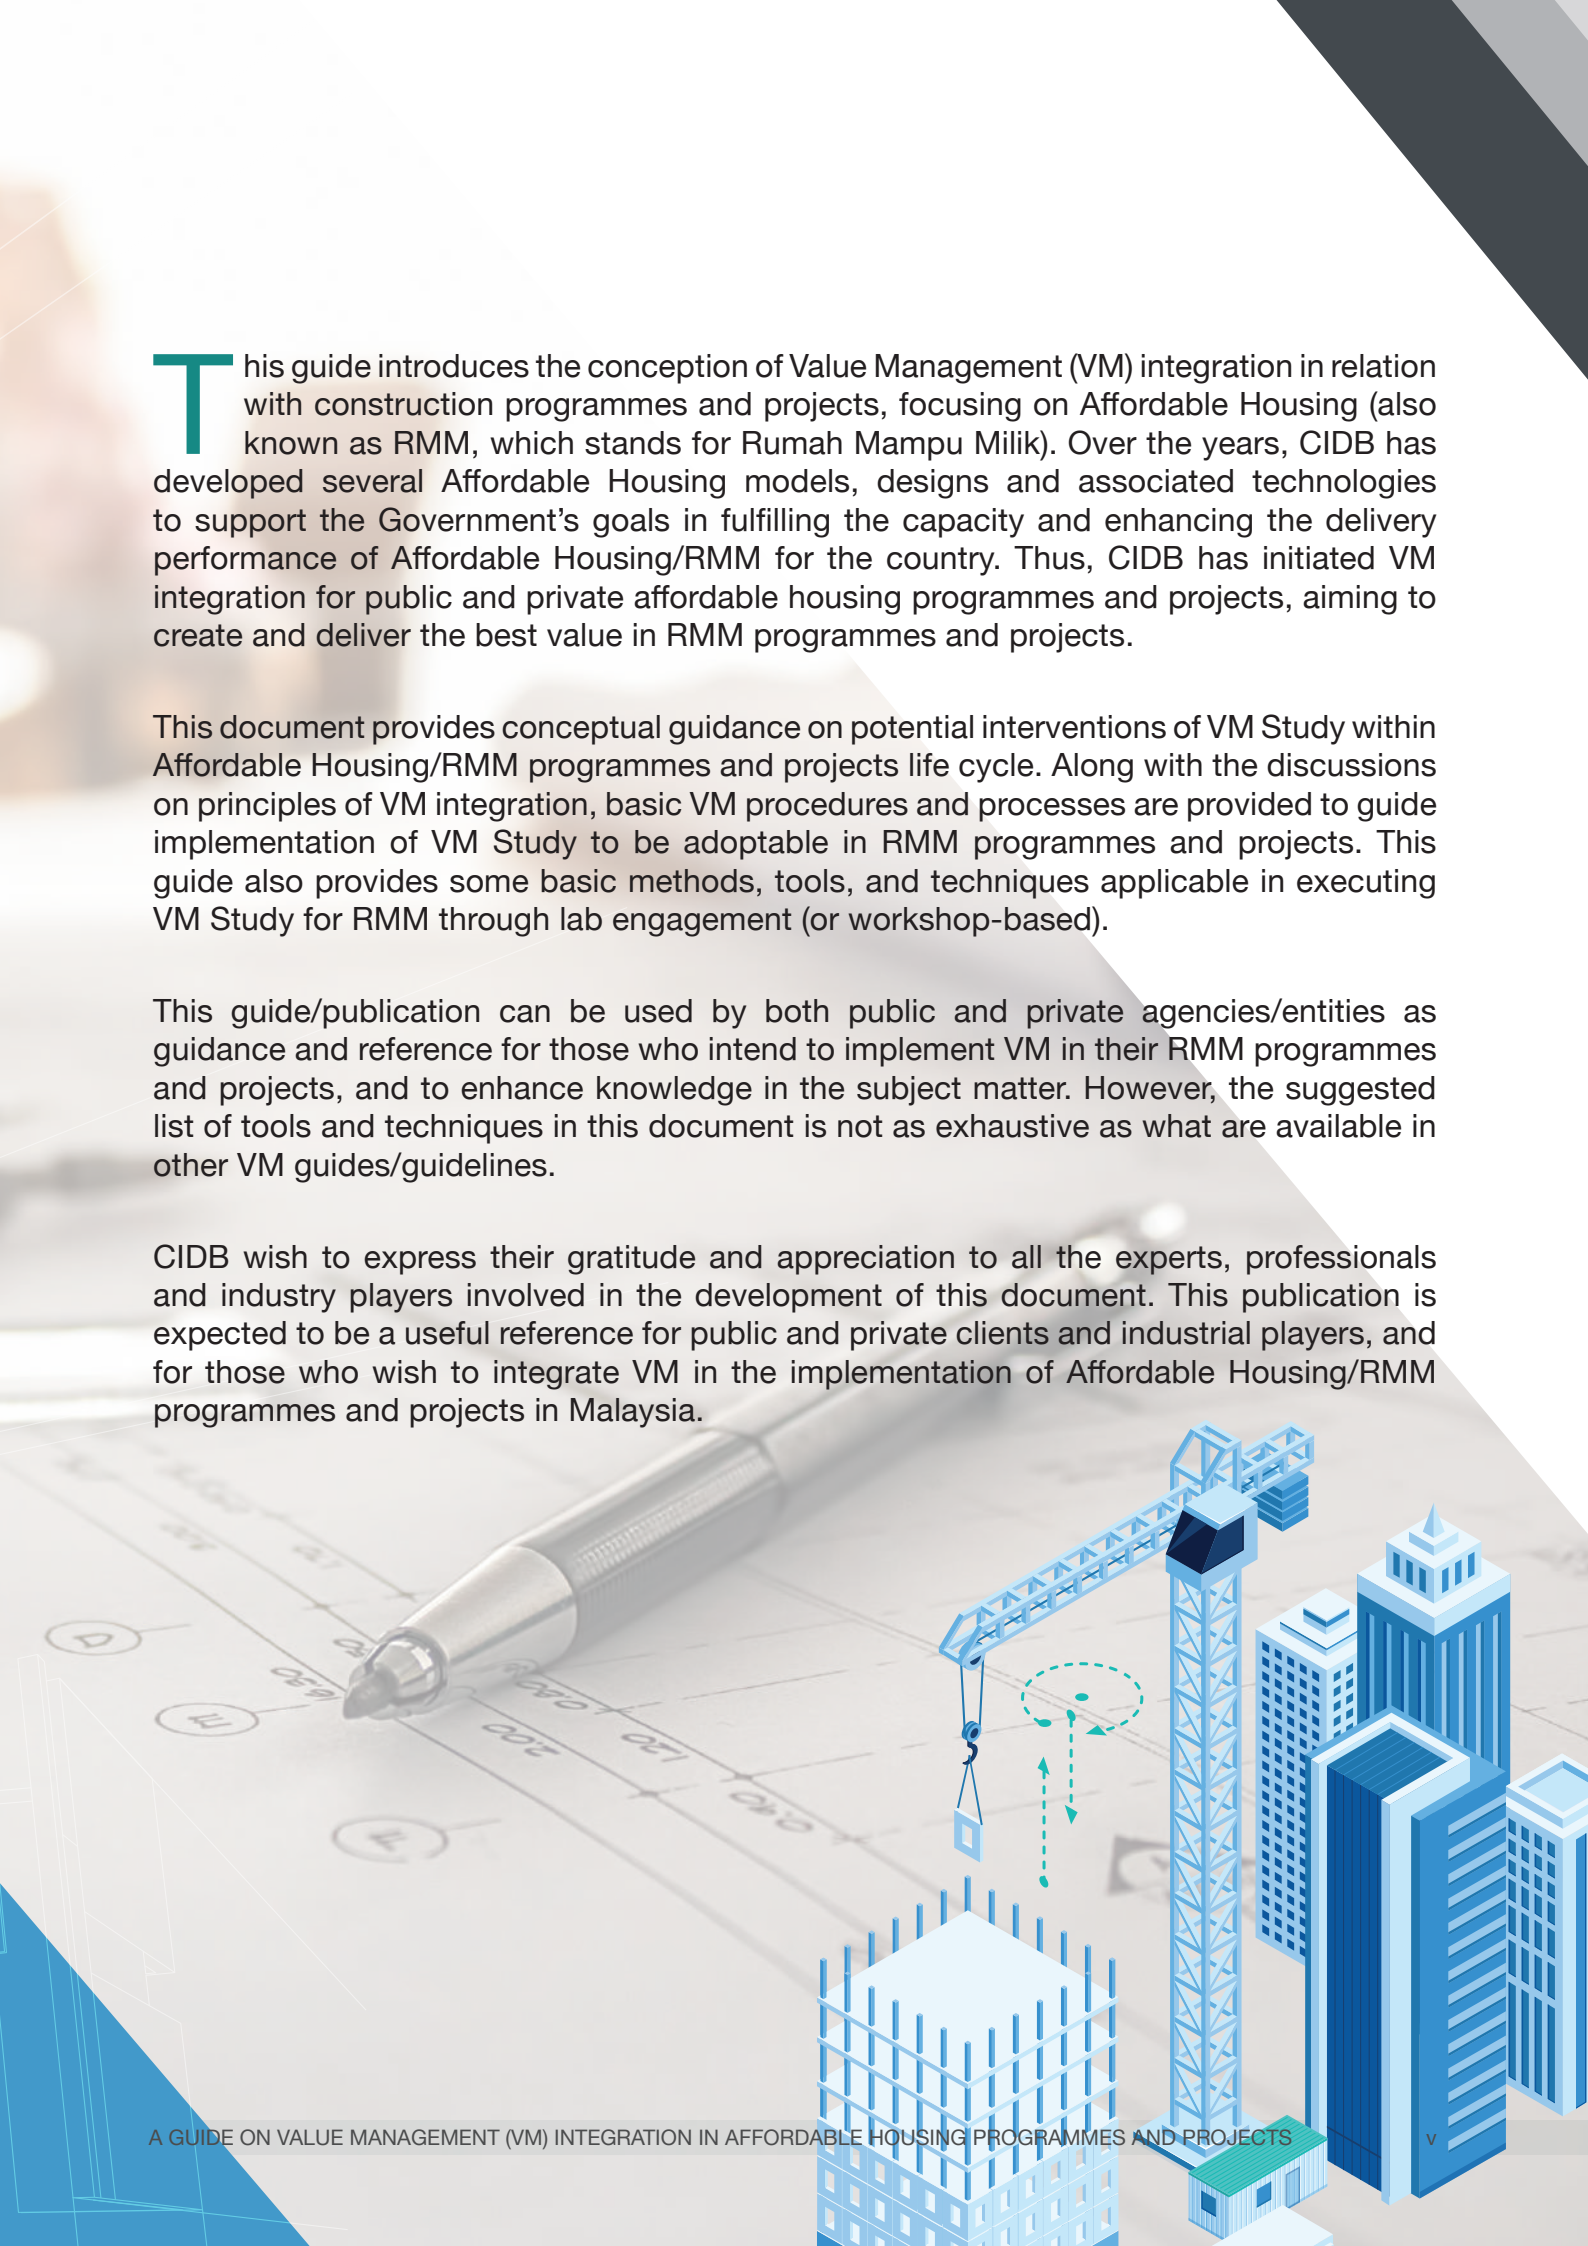 This guide introduces the conception of Value Management (VM) integration in relation
with construction programmes and projects, focusing on Affordable Housing (also
known as RMM, which stands for Rumah Mampu Milik). Over the years, CIDB has
developed several Affordable Housing models, designs and associated technologies
to support the Government’s goals in fulfilling the capacity and enhancing the delivery
performance of Affordable Housing/RMM for the country. Thus, CIDB has initiated VM
integration for public and private affordable housing programmes and projects, aiming to
create and deliver the best value in RMM programmes and projects.
This document provides conceptual guidance on potential interventions of VM Study within
Affordable Housing/RMM programmes and projects life cycle. Along with the discussions
on principles of VM integration, basic VM procedures and processes are provided to guide
implementation of VM Study to be adoptable in RMM programmes and projects. This
guide also provides some basic methods, tools, and techniques applicable in executing
VM Study for RMM through lab engagement (or workshop-based).
This guide/publication can be used by both public and private agencies/entities as
guidance and reference for those who intend to implement VM in their RMM programmes
and projects, and to enhance knowledge in the subject matter. However, the suggested
list of tools and techniques in this document is not as exhaustive as what are available in
other VM guides/guidelines.
CIDB wish to express their gratitude and appreciation to all the experts, professionals
and industry players involved in the development of this document. This publication is
expected to be a useful reference for public and private clients and industrial players, and
for those who wish to integrate VM in the implementation of Affordable Housing/RMM
programmes and projects in Malaysia.
D
16.30
E
0.80
2.00
1.20
F
0.40
A GUIDE ON VALUE MANAGEMENT (VM) INTEGRATION IN AFFORDABLE HOUSING PROGRAMMES AND PROJECTS v